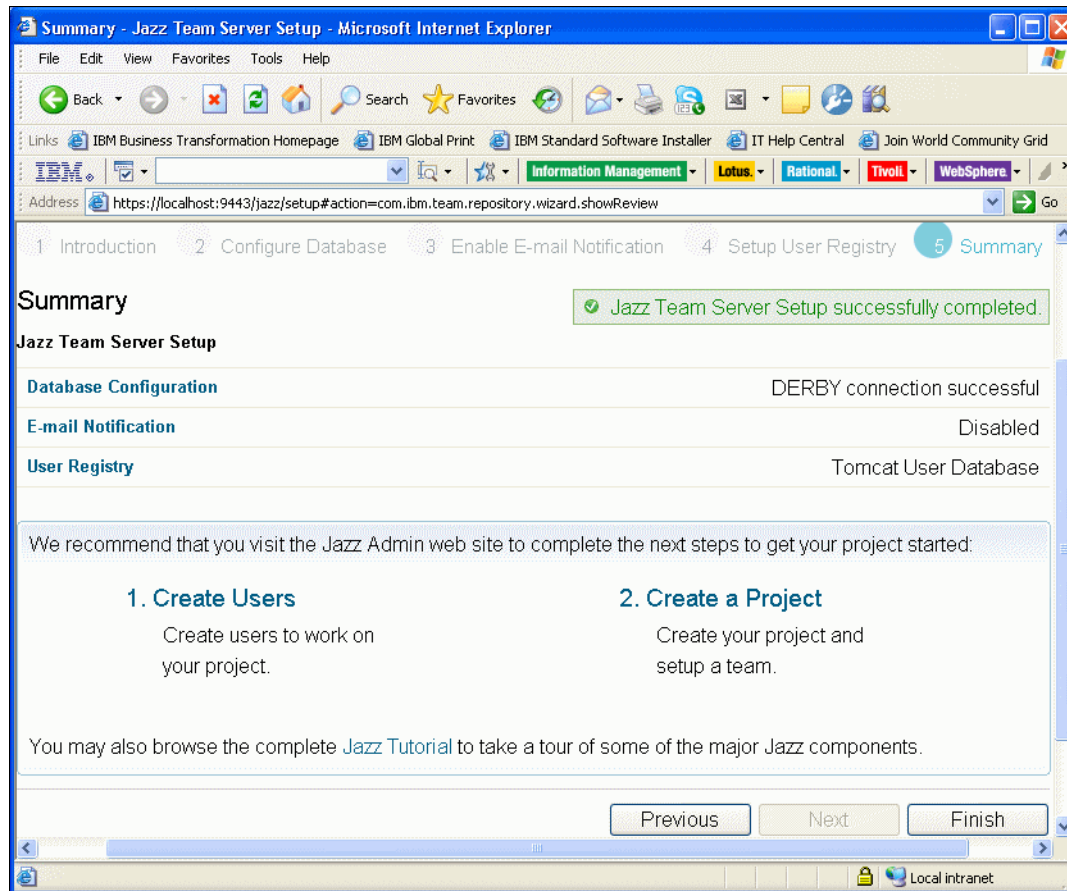 Summary - Jazz Team Server Setup - Microsoft Internet Explorer
File Edit View Favorites Tools Help
Back Search Favorites
Links IBM Business Transformation Homepage IBM Global Print IBM Standard Software Installer IT Help Central Join World Community Grid
IBM Information Management Lotus. Rational. Tivoli. WebSphere.
Address https://localhost:9443/jazz/setup#action=com.ibm.team.repository.wizard.showReview Go
1 Introduction 2 Configure Database 3 Enable E-mail Notification 4 Setup User Registry 5 Summary
Summary
Jazz Team Server Setup successfully completed.
Jazz Team Server Setup
Database Configuration DERBY connection successful
E-mail Notification Disabled
User Registry Tomcat User Database
We recommend that you visit the Jazz Admin web site to complete the next steps to get your project started:
1. Create Users 2. Create a Project
Create users to work on Create your project and
your project. setup a team.
You may also browse the complete Jazz Tutorial to take a tour of some of the major Jazz components.
Previous Next Finish
Local intranet